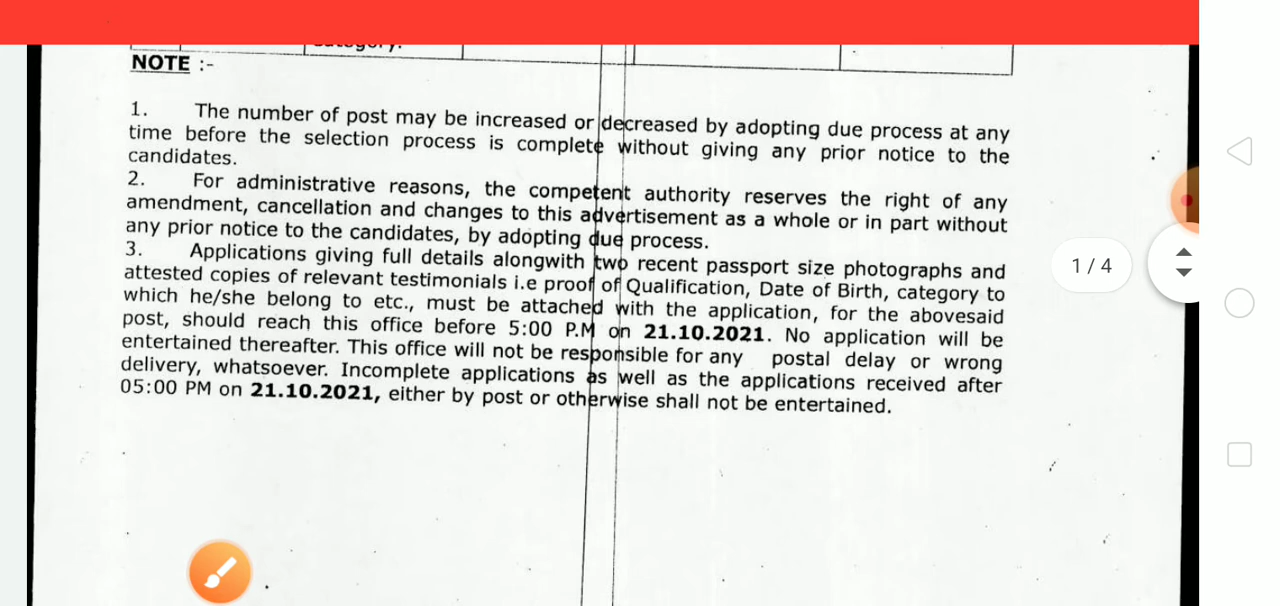 NOTE :-
1. The number of post may be increased or decreased by adopting due process at any
time before the selection process is complete without giving any prior notice to the
candidates.
2. For administrative reasons, the competent authority reserves the right of any
amendment, cancellation and changes to this advertisement as a whole or in part without
any prior notice to the candidates, by adopting due process.
3. Applications giving full details alongwith two recent passport size photographs and
attested copies of relevant testimonials i.e proof of Qualification, Date of Birth, category to
which he/she belong to etc., must be attached with the application, for the abovesaid
post, should reach this office before 5:00 P.M on 21.10.2021. No application will be
entertained thereafter. This office will not be responsible for any postal delay or wrong
delivery, whatsoever. Incomplete applications as well as the applications received after
05:00 PM on 21.10.2021, either by post or otherwise shall not be entertained.
1 / 4